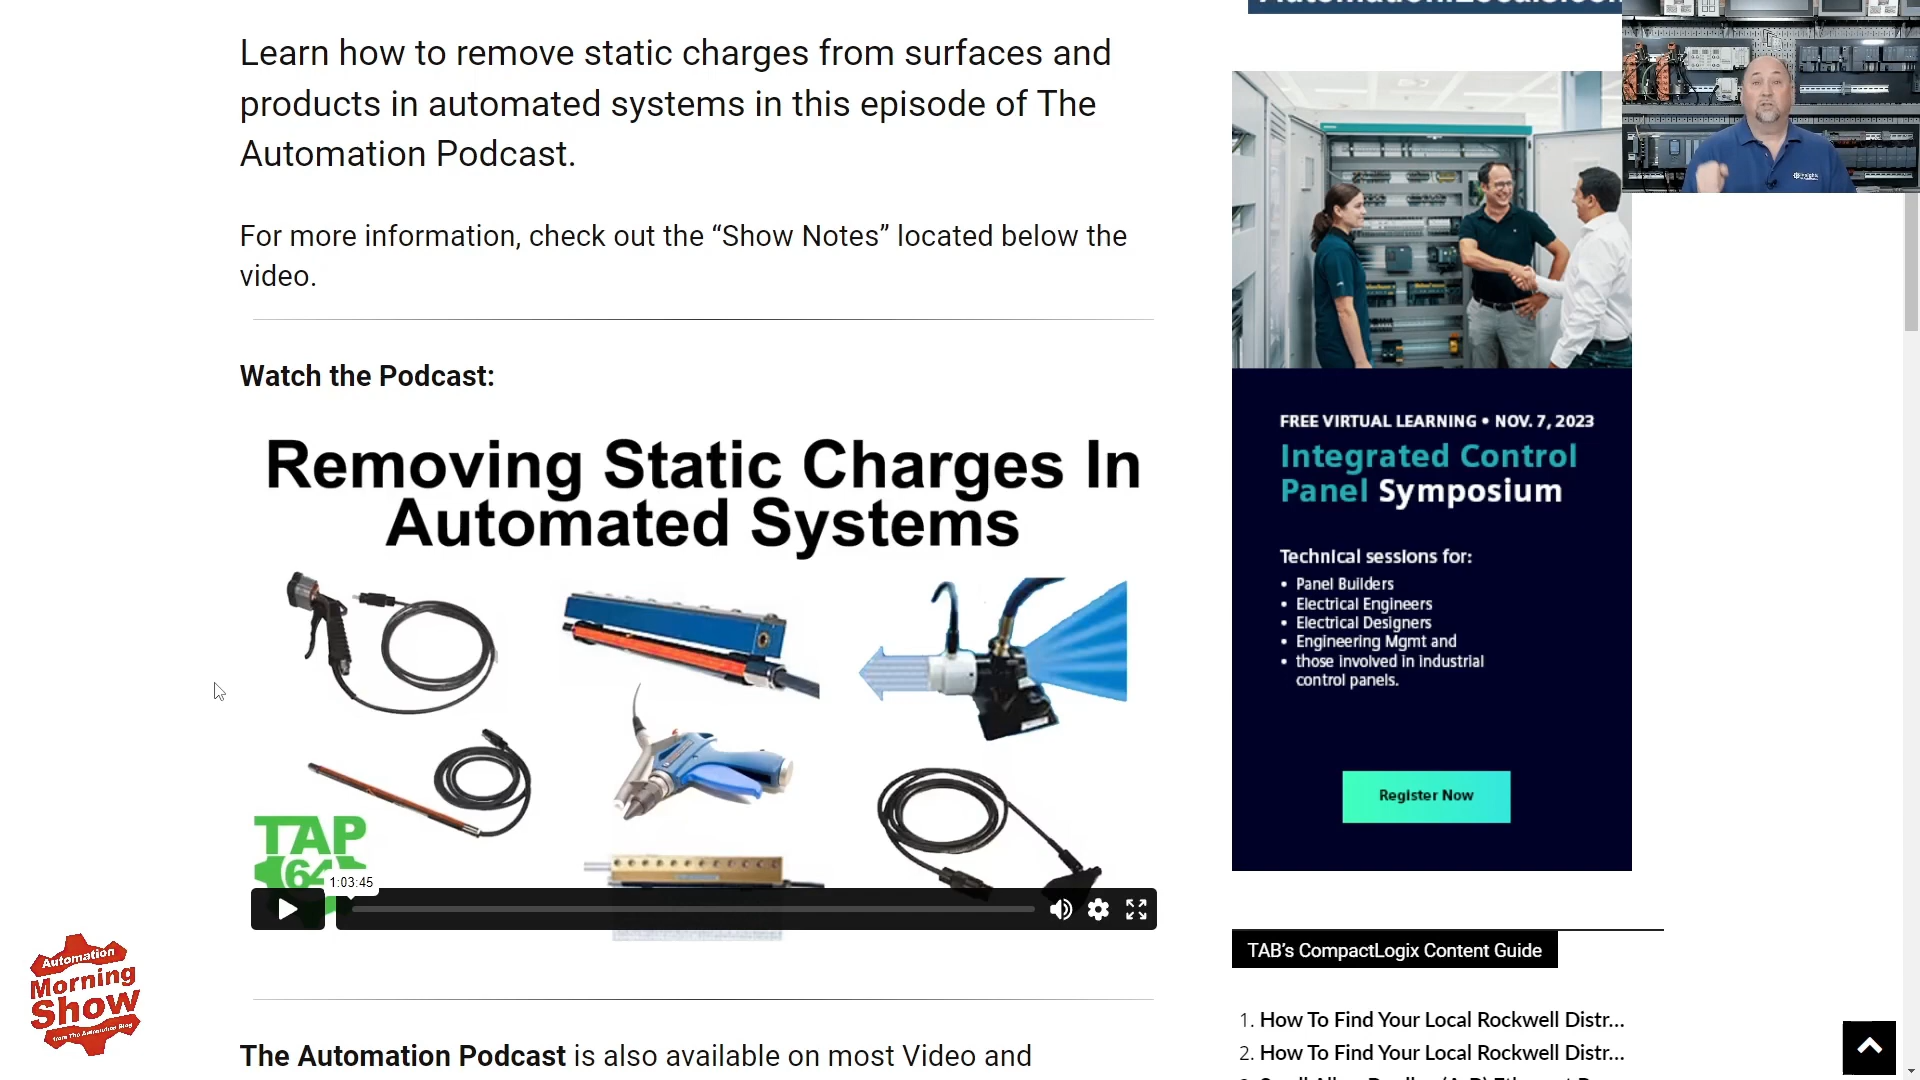 Learn how to remove static charges from surfaces and
products in automated systems in this episode of The
Automation Podcast.
For more information, check out the “Show Notes” located below the
video.
Watch the Podcast:
Removing Static Charges In
Automated Systems
TAP
64
1:03:45
The Automation Podcast is also available on most Video and
FREE VIRTUAL LEARNING • NOV. 7, 2023
Integrated Control
Panel Symposium
Technical sessions for:
• Panel Builders
• Electrical Engineers
• Electrical Designers
• Engineering Mgmt and
• those involved in industrial
control panels.
Register Now
TAB’s CompactLogix Content Guide
1. How To Find Your Local Rockwell Distr...
2. How To Find Your Local Rockwell Distr...
Automation
Morning
Show
from The Automation Blog